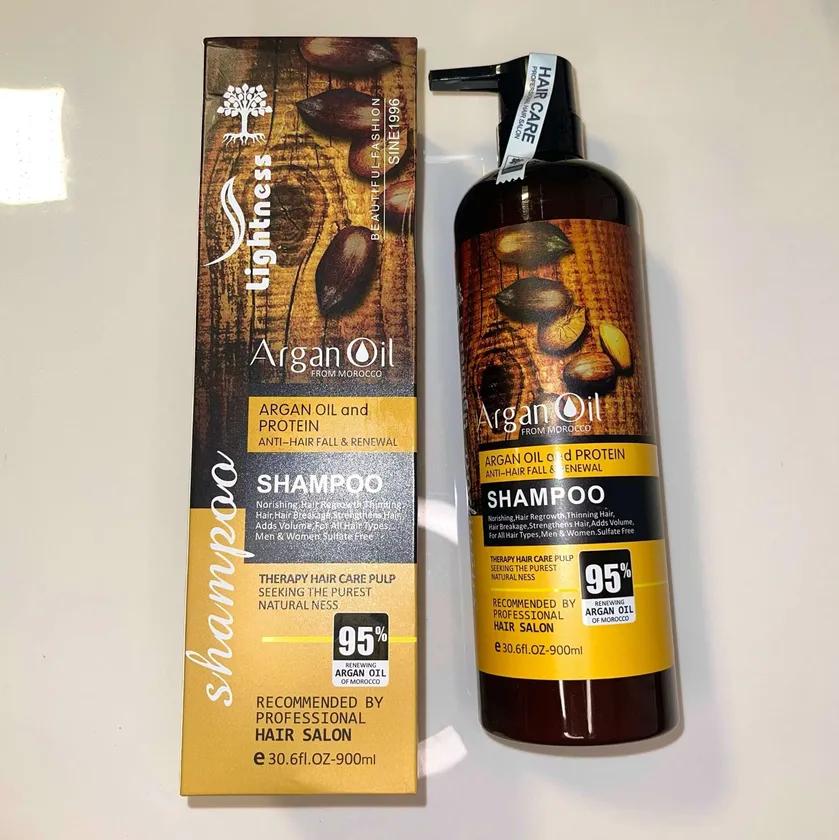 Lightness
BEAUTIFUL FASHION
SINE1996
Argan Oil
FROM MOROCCO
ARGAN OIL and
PROTEIN
ANTI-HAIR FALL & RENEWAL
shampoo
SHAMPOO
Norishing,Hair Regrowth,Thinning
Hair,Hair Breakage,Strengthens Hair,
Adds Volume,For All Hair Types,
Men & Women.Sulfate Free
THERAPY HAIR CARE PULP
SEEKING THE PUREST
NATURAL NESS
95%
RENEWING
ARGAN OIL
OF MOROCCO
RECOMMENDED BY
PROFESSIONAL
HAIR SALON
e 30.6fl.OZ-900ml
HAIR CARE
PROFESSIONAL HAIR SALON
Argan Oil
FROM MOROCCO
ARGAN OIL and PROTEIN
ANTI-HAIR FALL & RENEWAL
SHAMPOO
Norishing,Hair Regrowth,Thinning Hair,
Hair Breakage,Strengthens Hair,Adds Volume,
For All Hair Types,Men & Women.Sulfate Free
THERAPY HAIR CARE PULP
SEEKING THE PUREST
NATURAL NESS
95%
RENEWING
ARGAN OIL
OF MOROCCO
RECOMMENDED BY
PROFESSIONAL
HAIR SALON
e 30.6fl.OZ-900ml